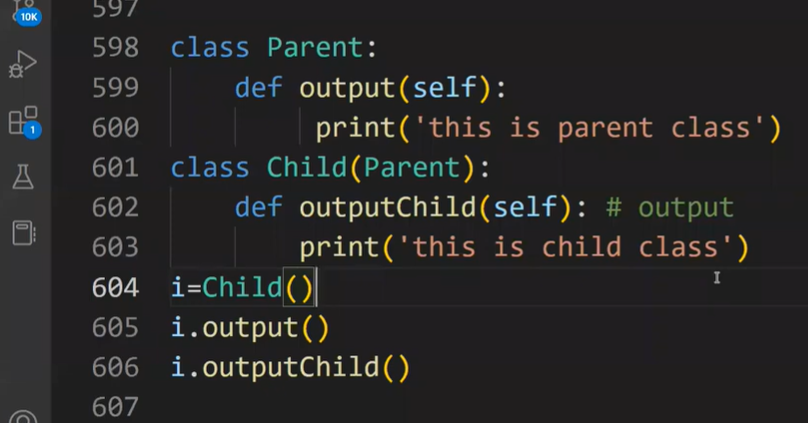 597
10K
598 class Parent:
599 def output(self):
600 print('this is parent class')
601 class Child(Parent):
1
602 def outputChild(self): # output
603 print('this is child class')
604 i=Child()
605 i.output()
606 i.outputChild()
607